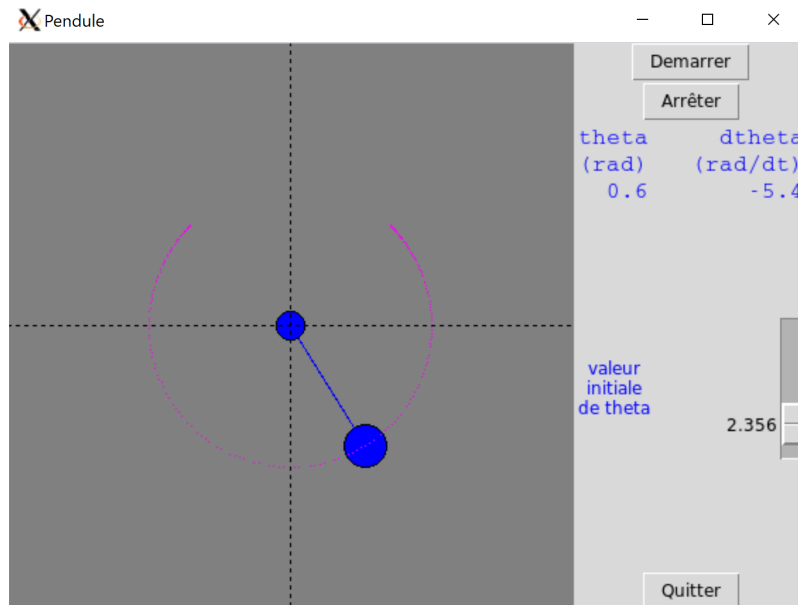 Pendule
Demarrer
Arrêter
theta dtheta
(rad) (rad/dt)
0.6 -5.4
valeur
initiale
de theta
2.356
Quitter